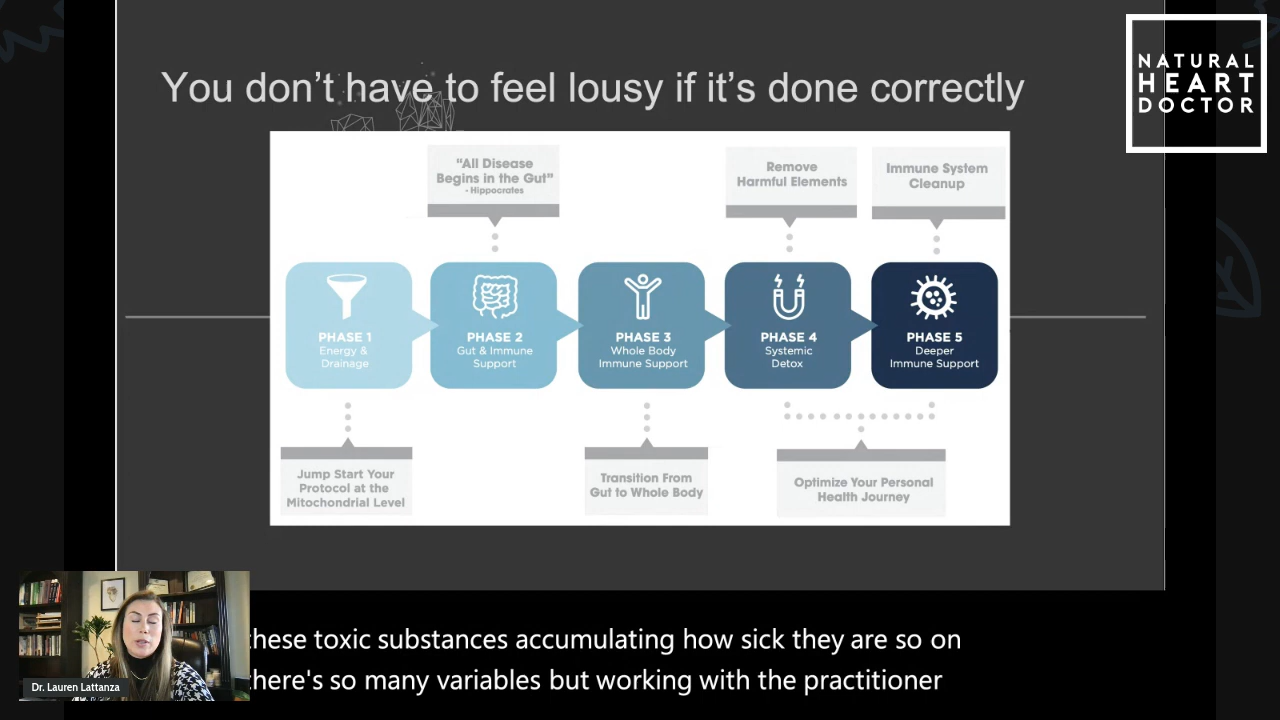 You don't have to feel lousy if it's done correctly
NATURAL
HEART
DOCTOR
"All Disease
Begins in the Gut"
- Hippocrates
Remove
Harmful Elements
Immune System
Cleanup
PHASE 1
Energy &
Drainage
PHASE 2
Gut & Immune
Support
PHASE 3
Whole Body
Immune Support
PHASE 4
Systemic
Detox
PHASE 5
Deeper
Immune Support
Jump Start Your
Protocol at the
Mitochondrial Level
Transition From
Gut to Whole Body
Optimize Your Personal
Health Journey
these toxic substances accumulating how sick they are so on
there's so many variables but working with the practitioner
Dr. Lauren Lattanza